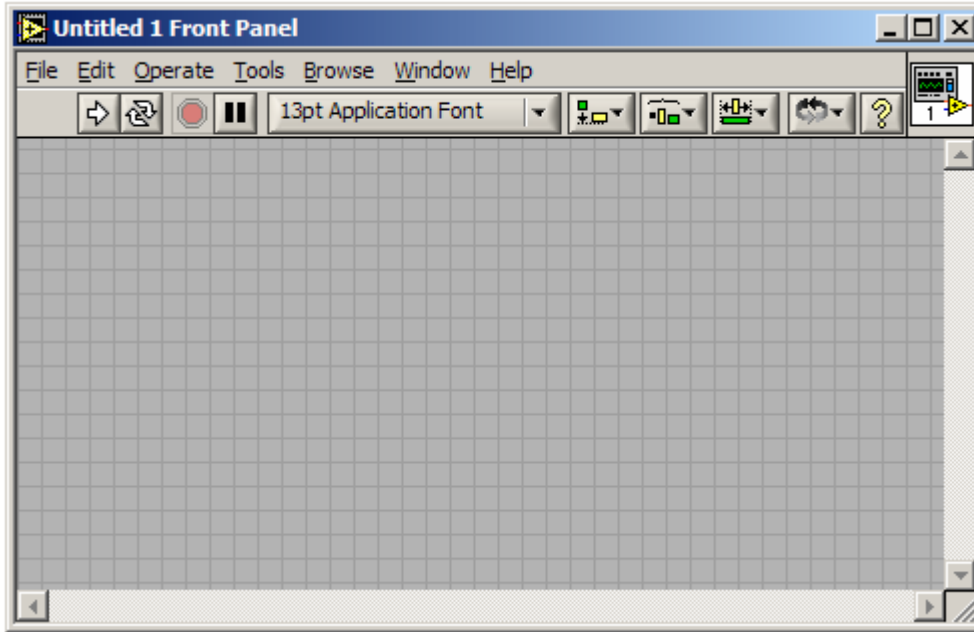 Untitled 1 Front Panel
File Edit Operate Tools Browse Window Help
13pt Application Font
?
1